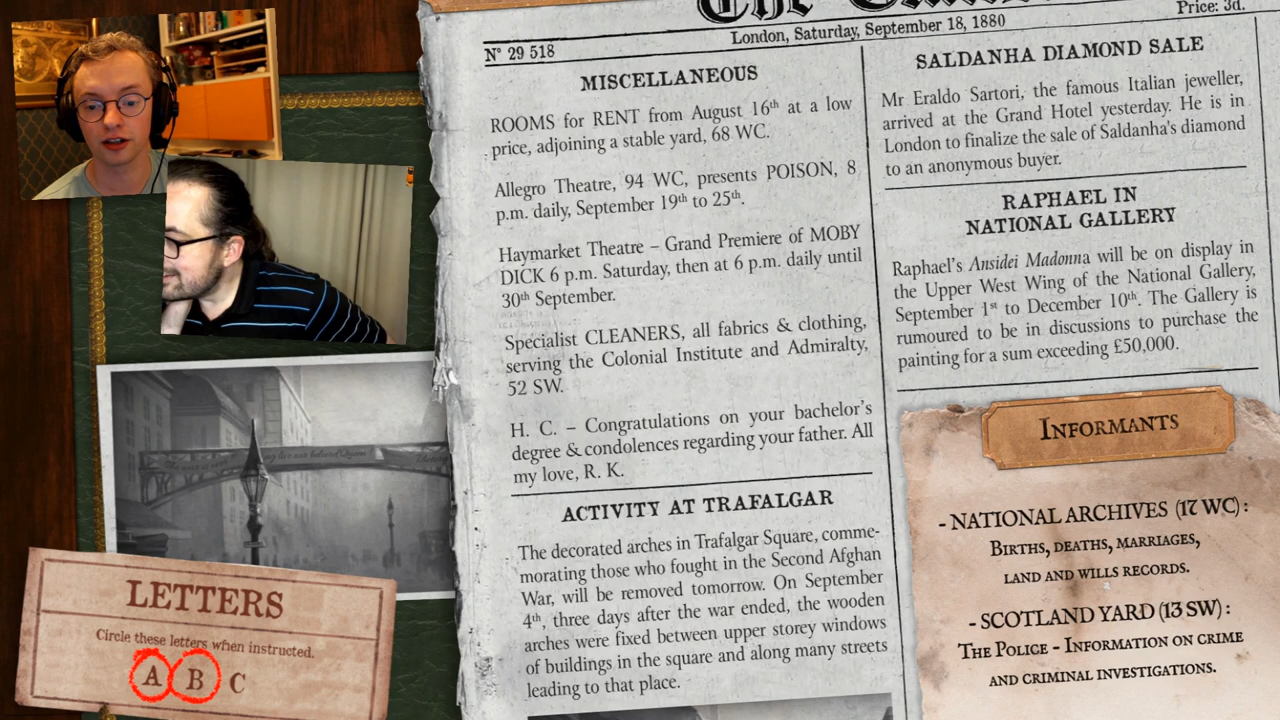 London, Saturday, September 18, 1880
Price: 3d.
N° 29 518
MISCELLANEOUS
ROOMS for RENT from August 16th at a low
price, adjoining a stable yard, 68 WC.
Allegro Theatre, 94 WC, presents POISON, 8
p.m. daily, September 19th to 25th.
Haymarket Theatre – Grand Premiere of MOBY
DICK 6 p.m. Saturday, then at 6 p.m. daily until
30th September.
Specialist CLEANERS, all fabrics & clothing,
serving the Colonial Institute and Admiralty,
52 SW.
H. C. – Congratulations on your bachelor's
degree & condolences regarding your father. All
my love, R. K.
ACTIVITY AT TRAFALGAR
The decorated arches in Trafalgar Square, comme-
morating those who fought in the Second Afghan
War, will be removed tomorrow. On September
4th, three days after the war ended, the wooden
arches were fixed between upper storey windows
of buildings in the square and along many streets
leading to that place.
SALDANHA DIAMOND SALE
Mr Eraldo Sartori, the famous Italian jeweller,
arrived at the Grand Hotel yesterday. He is in
London to finalize the sale of Saldanha's diamond
to an anonymous buyer.
RAPHAEL IN
NATIONAL GALLERY
Raphael's Ansidei Madonna will be on display in
the Upper West Wing of the National Gallery,
September 1st to December 10th. The Gallery is
rumoured to be in discussions to purchase the
painting for a sum exceeding £50,000.
INFORMANTS
- NATIONAL ARCHIVES (17 WC) :
BIRTHS, DEATHS, MARRIAGES,
LAND AND WILLS RECORDS.
- SCOTLAND YARD (13 SW) :
THE POLICE - INFORMATION ON CRIME
AND CRIMINAL INVESTIGATIONS.
LETTERS
Circle these letters when instructed.
A B C